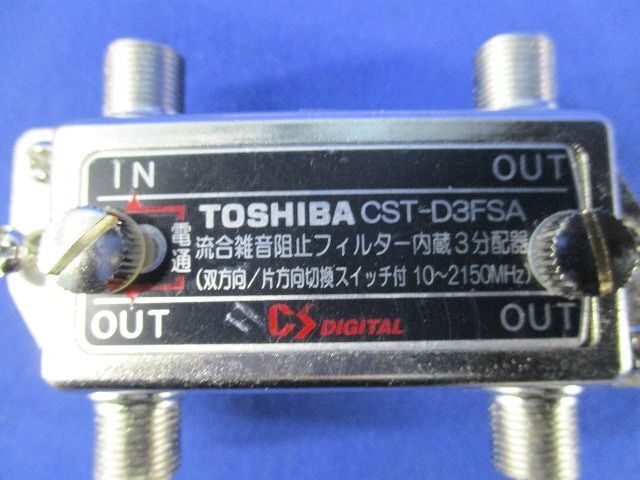 IN OUT
TOSHIBA CST-D3FSA
電通
流合雑音阻止フィルター内蔵3分配器
(双方向/片方向切換スイッチ付 10~2150MHz)
OUT CS DIGITAL OUT